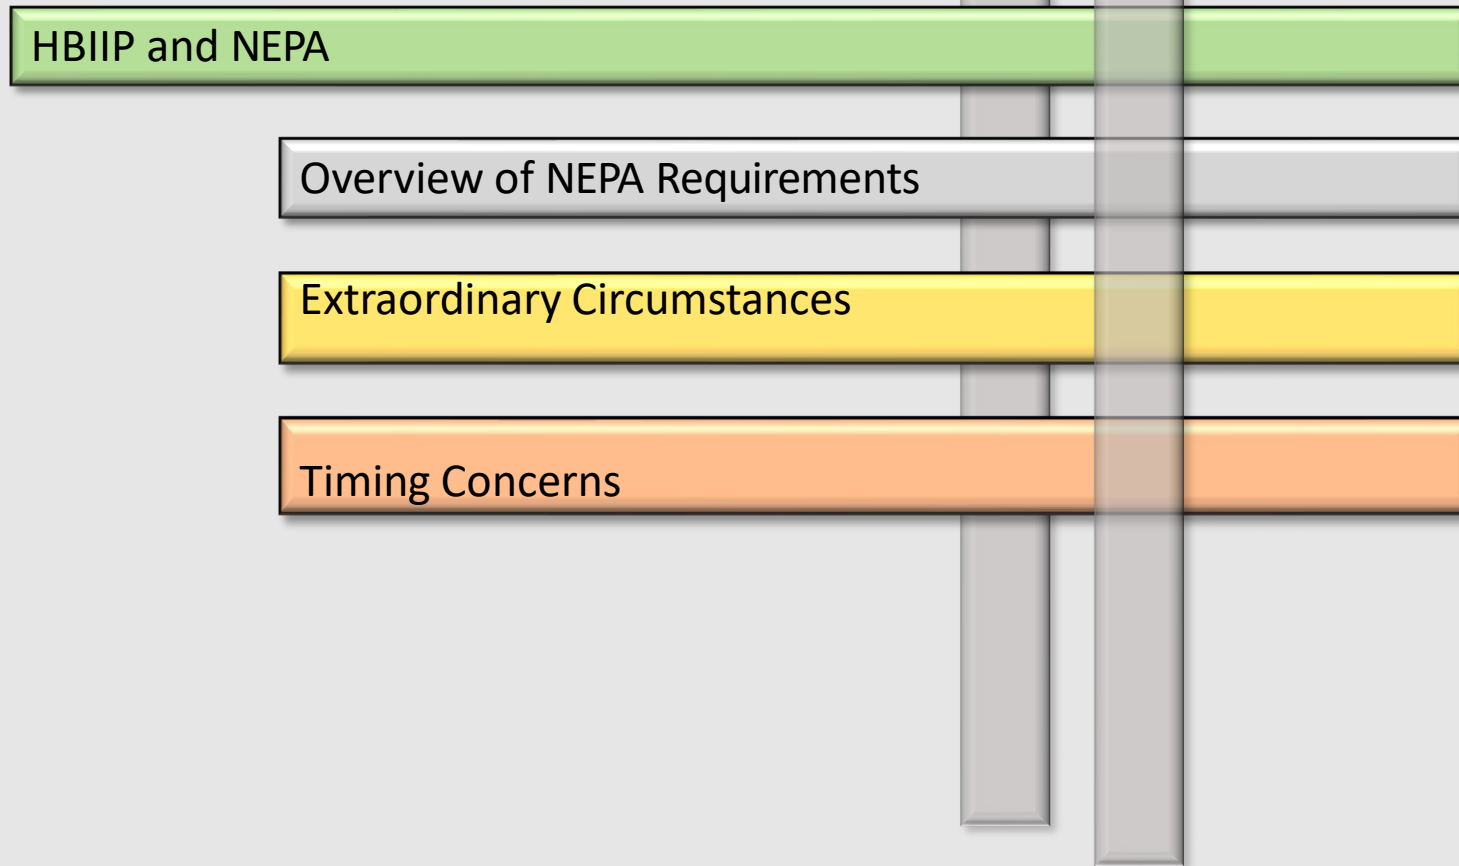 HBIIP and NEPA
Overview of NEPA Requirements
Extraordinary Circumstances
Timing Concerns